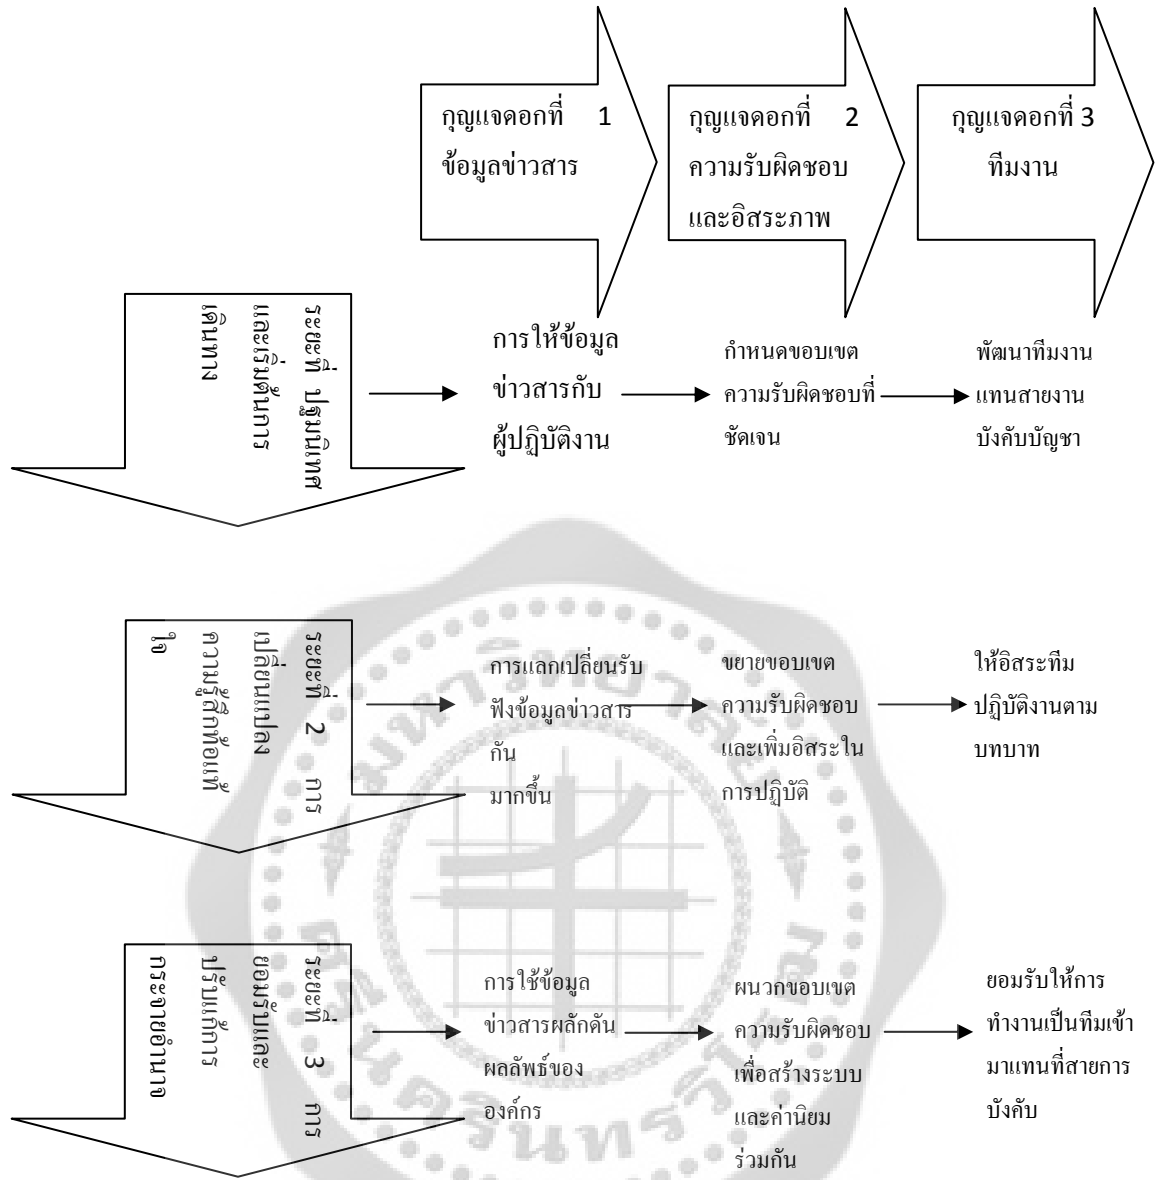 กุญแจดอกที่ 1
ข้อมูลข่าวสาร
กุญแจดอกที่ 2
ความรับผิดชอบ
และอิสระภาพ
กุญแจดอกที่ 3
ทีมงาน
ระยะที่ ปฐมนิเทศ
และเริ่มต้นการ
เดินทาง
การให้ข้อมูล
ข่าวสารกับ
ผู้ปฏิบัติงาน
กำหนดขอบเขต
ความรับผิดชอบที่
ชัดเจน
พัฒนาทีมงาน
แทนสายงาน
บังคับบัญชา
ระยะที่ 2 การ
เปลี่ยนแปลง
ความรู้สึกท้อแท้
ใจ
การแลกเปลี่ยนรับ
ฟังข้อมูลข่าวสาร
กัน
มากขึ้น
ขยายขอบเขต
ความรับผิดชอบ
และเพิ่มอิสระใน
การปฏิบัติ
ให้อิสระทีม
ปฏิบัติงานตาม
บทบาท
ระยะที่ 3 การ
ยอมรับและ
ปรับแก้การ
กระจายอำนาจ
การใช้ข้อมูล
ข่าวสารผลักดัน
ผลลัพธ์ของ
องค์กร
ผนวกขอบเขต
ความรับผิดชอบ
เพื่อสร้างระบบ
และค่านิยม
ร่วมกัน
ยอมรับให้การ
ทำงานเป็นทีมเข้า
มาแทนที่สายการ
บังคับ
มหาวิทยาลัย
ศรีนครินทรวิโรฒ